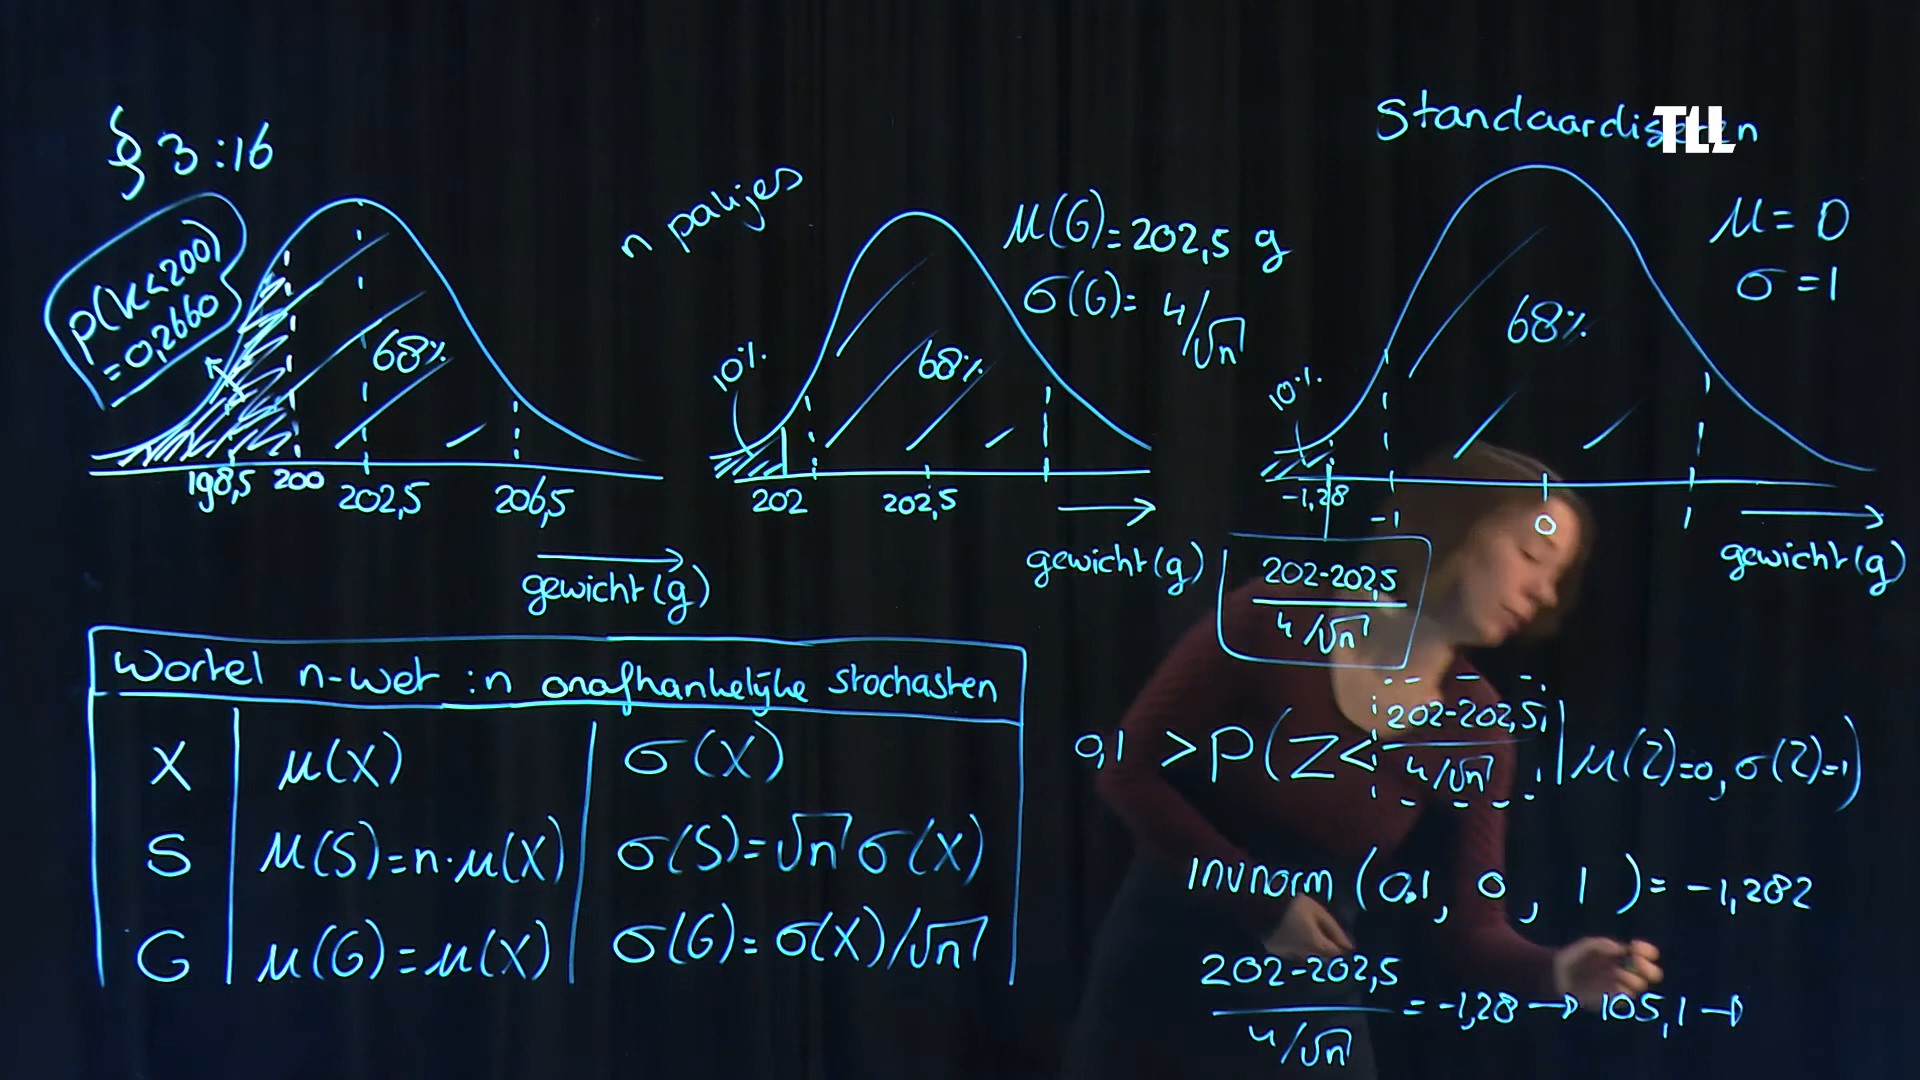 § 3:16
P(k<200)
=0,2660
68%
198,5 200 202,5 206,5
gewicht(g)
n pakjes
μ(G)=202,5 g
σ(G)= 4/√n
10%
68%
202 202,5
gewicht(g)
Standaardiseren
TLL
μ=0
σ=1
10%
68%
-1,28 -1 0 1
gewicht(g)
202-202,5
4/√n
Wortel n-wet :n onafhankelijke stochasten
X μ(X) σ(X)
S μ(S)=n·μ(X) σ(S)=√n σ(X)
G μ(G)=μ(X) σ(G)=σ(X)/√n
0,1 >P(Z< 202-202,5 / 4/√n |μ(Z)=0, σ(Z)=1)
invnorm (0.1, 0, 1)= -1,282
202-202,5 / 4/√n = -1,28 → 105,1 →